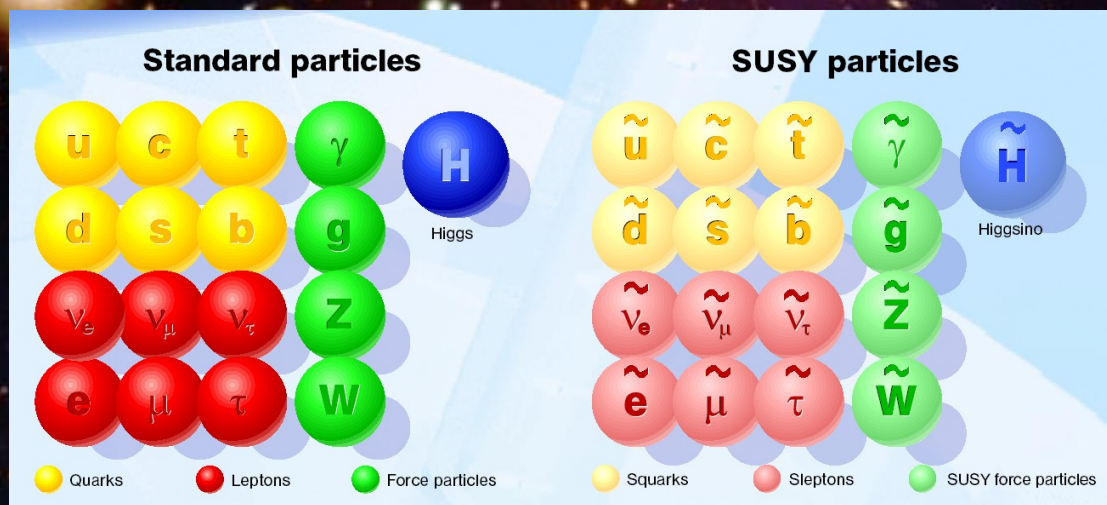 Standard particles
SUSY particles
u c t γ
H
d s b g
Higgs
νe νμ ντ Z
e μ τ W
Quarks Leptons Force particles
ũ c̃ t̃ γ̃
H̃
d̃ s̃ b̃ g̃
Higgsino
ν̃e ν̃μ ν̃τ Z̃
ẽ μ̃ τ̃ W̃
Squarks Sleptons SUSY force particles